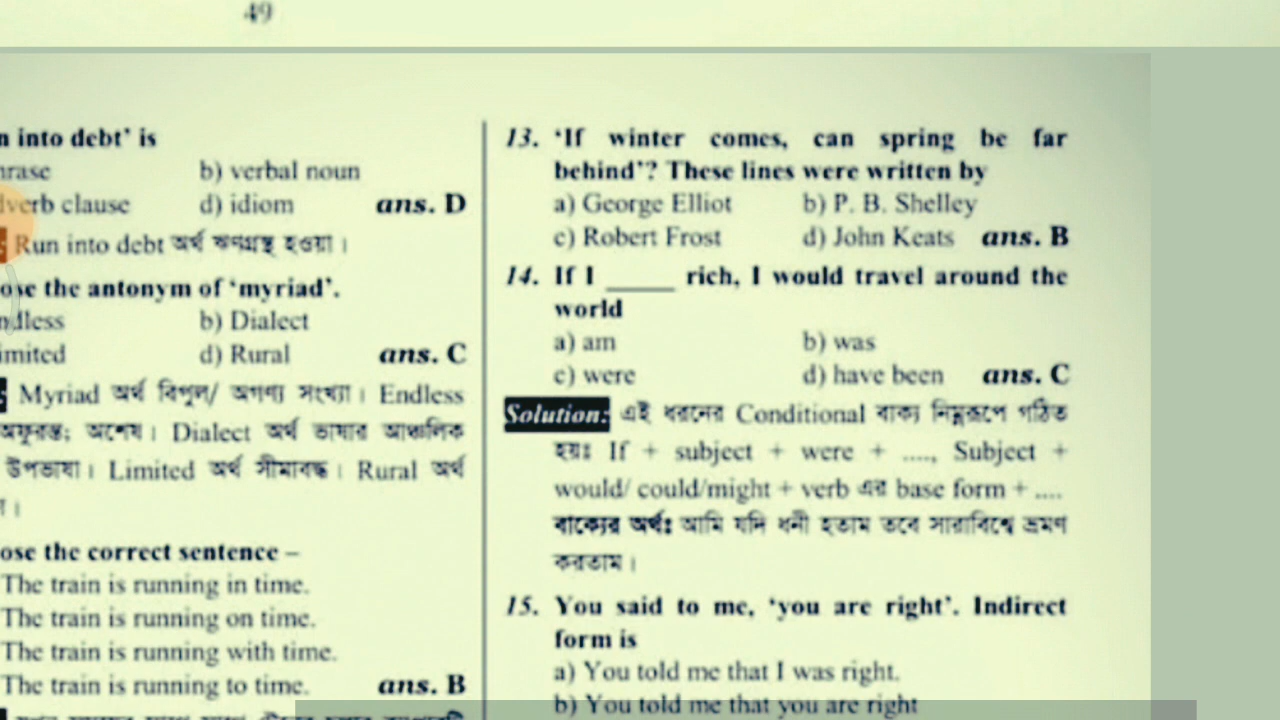 49
n into debt' is
hrase b) verbal noun
dverb clause d) idiom ans. D
Run into debt অর্থ ঋণগ্রস্থ হওয়া।
ose the antonym of 'myriad'.
ndless b) Dialect
imited d) Rural ans. C
Myriad অর্থ বিপুল/ অগণ্য সংখ্যা। Endless
অফুরন্ত; অশেষ। Dialect অর্থ ভাষার আঞ্চলিক
উপভাষা। Limited অর্থ সীমাবদ্ধ। Rural অর্থ
ose the correct sentence –
The train is running in time.
The train is running on time.
The train is running with time.
The train is running to time. ans. B
13. 'If winter comes, can spring be far
behind'? These lines were written by
a) George Elliot b) P. B. Shelley
c) Robert Frost d) John Keats ans. B
14. If I _____ rich, I would travel around the
world
a) am b) was
c) were d) have been ans. C
Solution: এই ধরনের Conditional বাক্য নিম্নরূপে গঠিত
হয়ঃ If + subject + were + ...., Subject +
would/ could/might + verb এর base form + ....
বাক্যের অর্থঃ আমি যদি ধনী হতাম তবে সারাবিশ্বে ভ্রমণ
করতাম।
15. You said to me, 'you are right'. Indirect
form is
a) You told me that I was right.
b) You told me that you are right